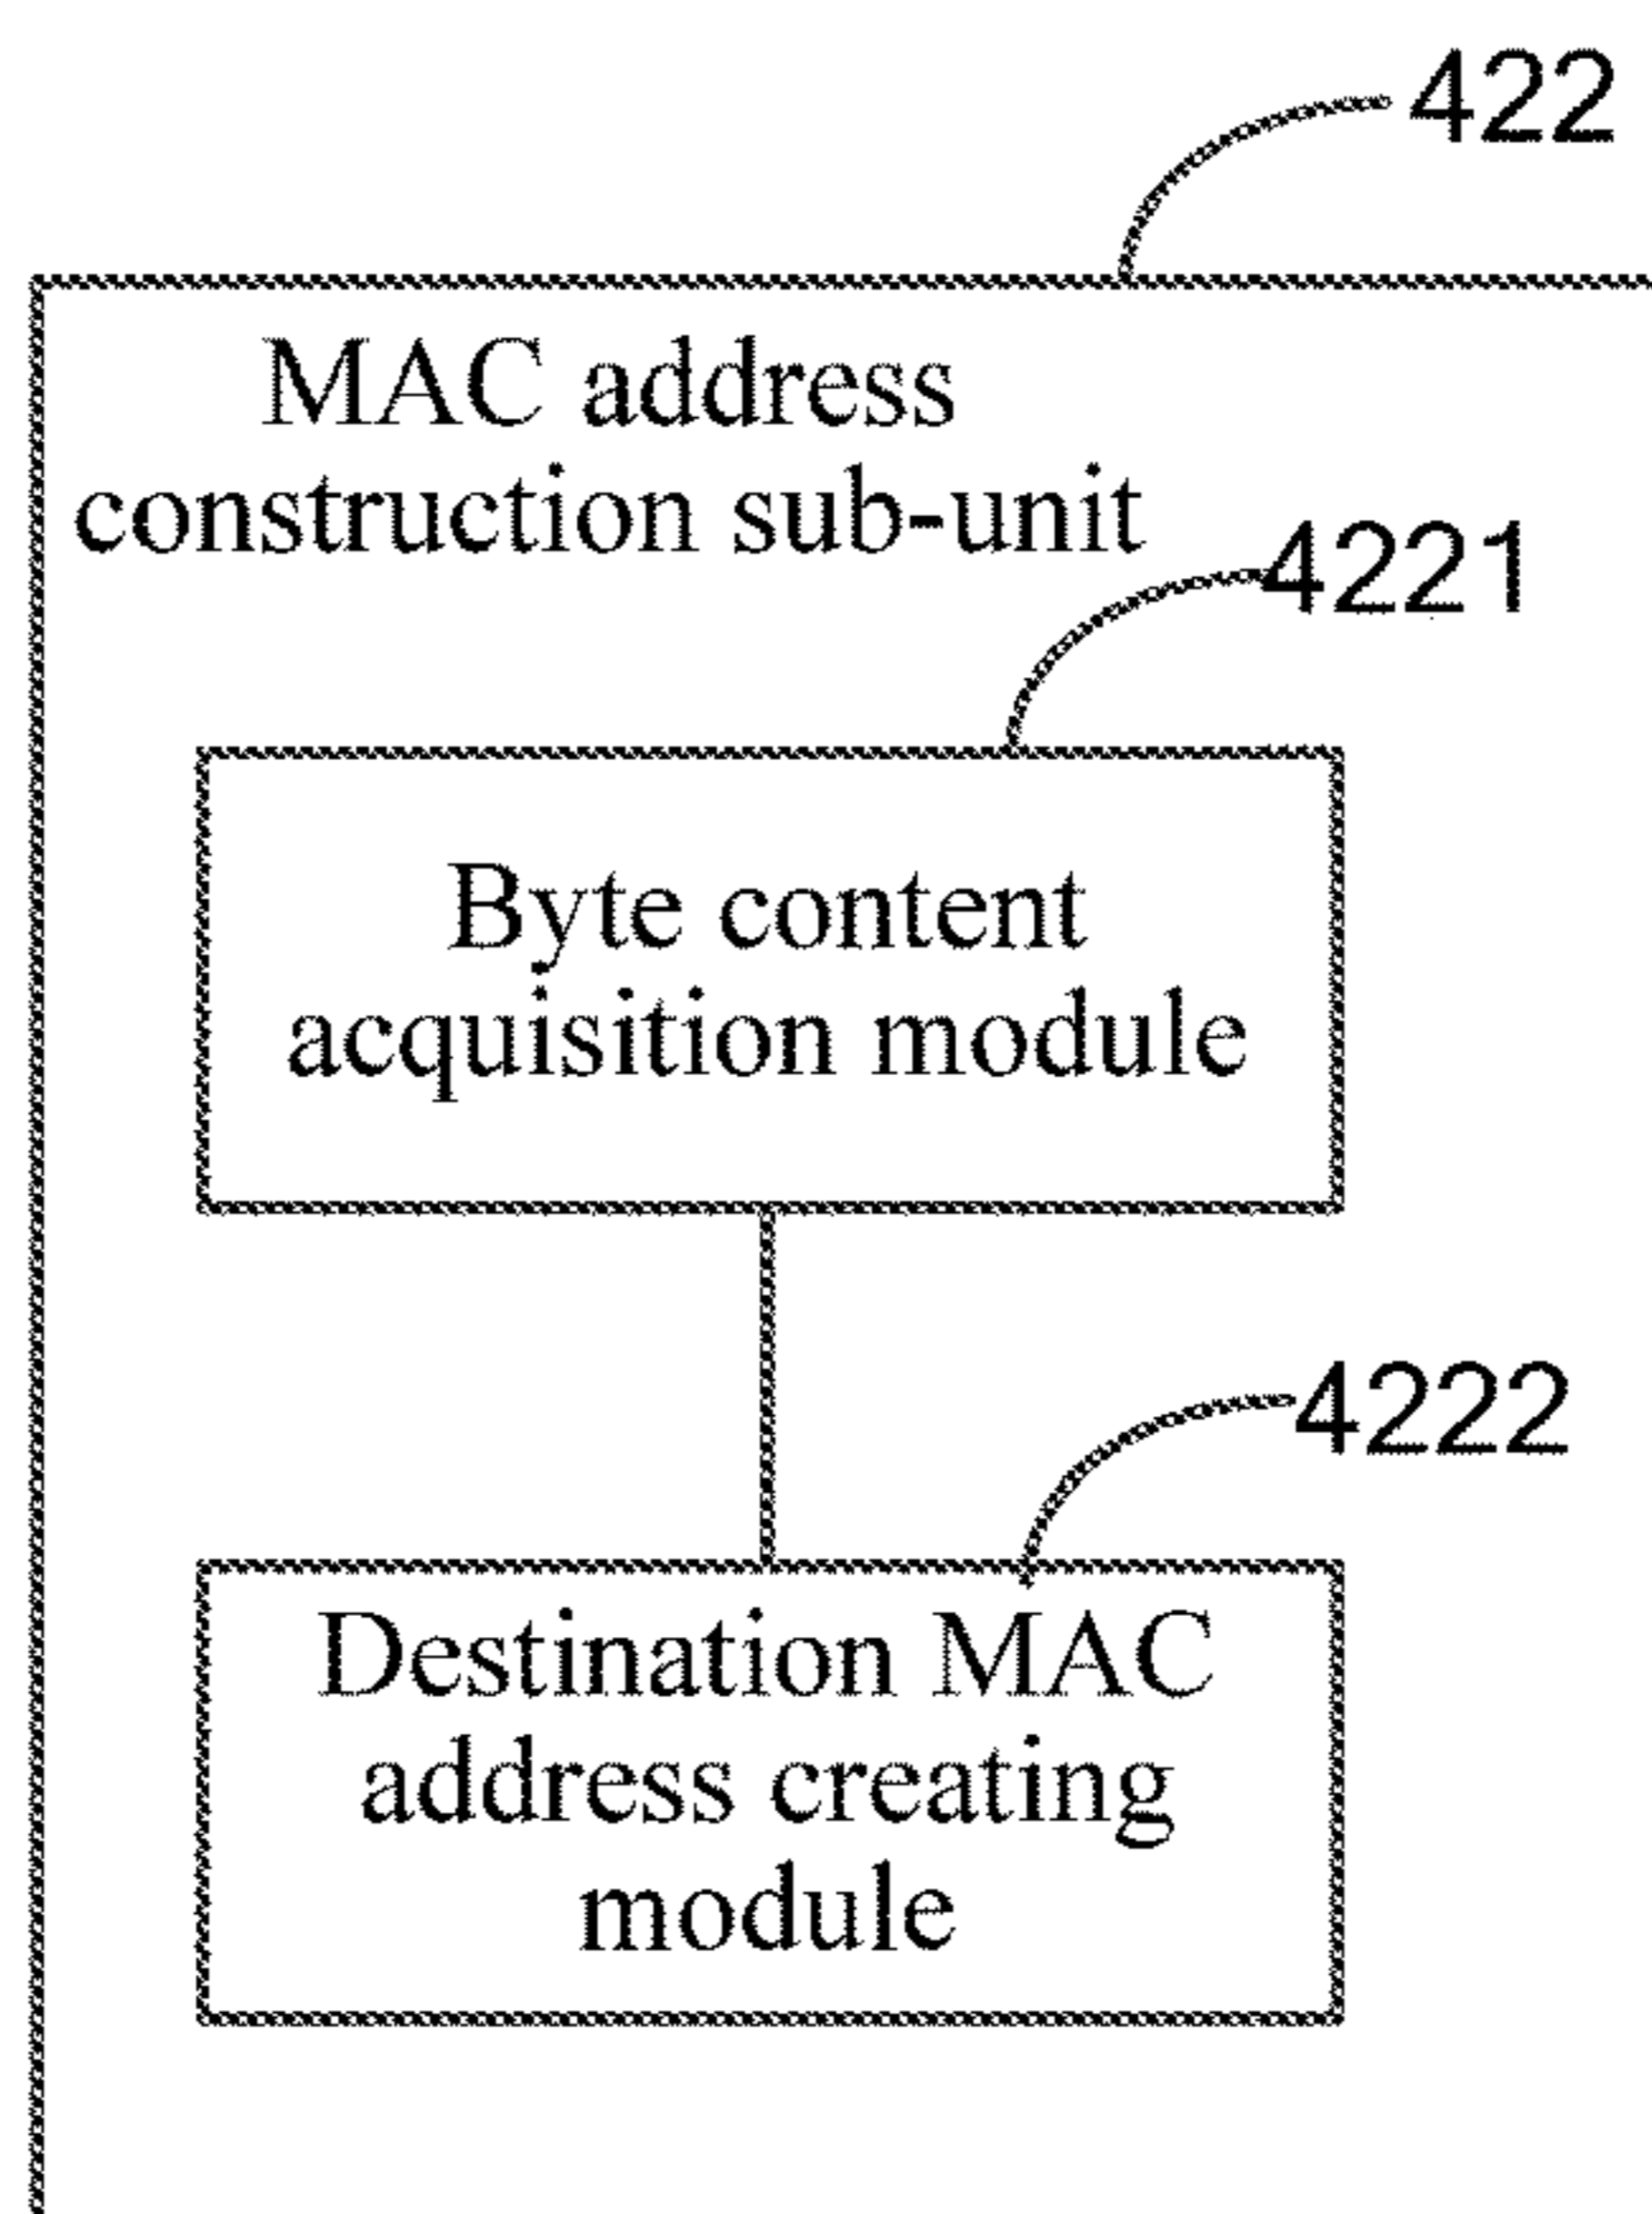 422
MAC address
construction sub-unit
4221
Byte content
acquisition module
4222
Destination MAC
address creating
module